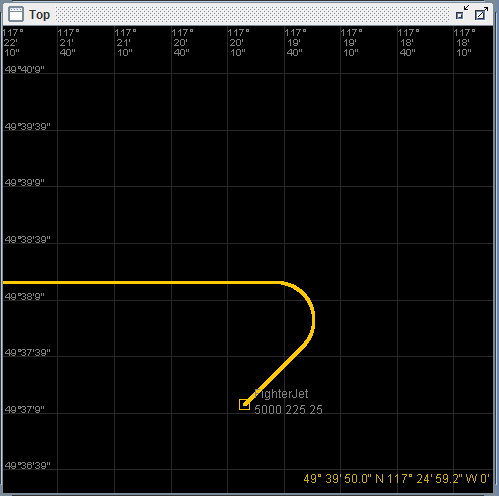 Top
117° 117° 117° 117° 117° 117° 117° 117° 117°
22' 21' 21' 20' 20' 19' 19' 18' 18'
10" 40" 10" 40" 10" 40" 10" 40" 10"
49°40'9"
49°39'39"
49°39'9"
49°38'39"
49°38'9"
49°37'39"
FighterJet
5000 225 25
49°37'9"
49°36'39"
49° 39' 50.0" N 117° 24' 59.2" W 0'